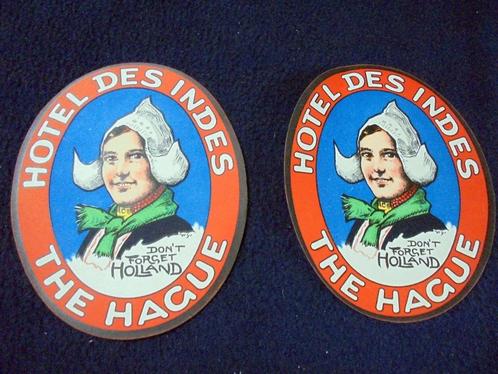 HOTEL DES INDES
DON'T
FORGET
HOLLAND
THE HAGUE
HOTEL DES INDES
DON'T
FORGET
HOLLAND
THE HAGUE